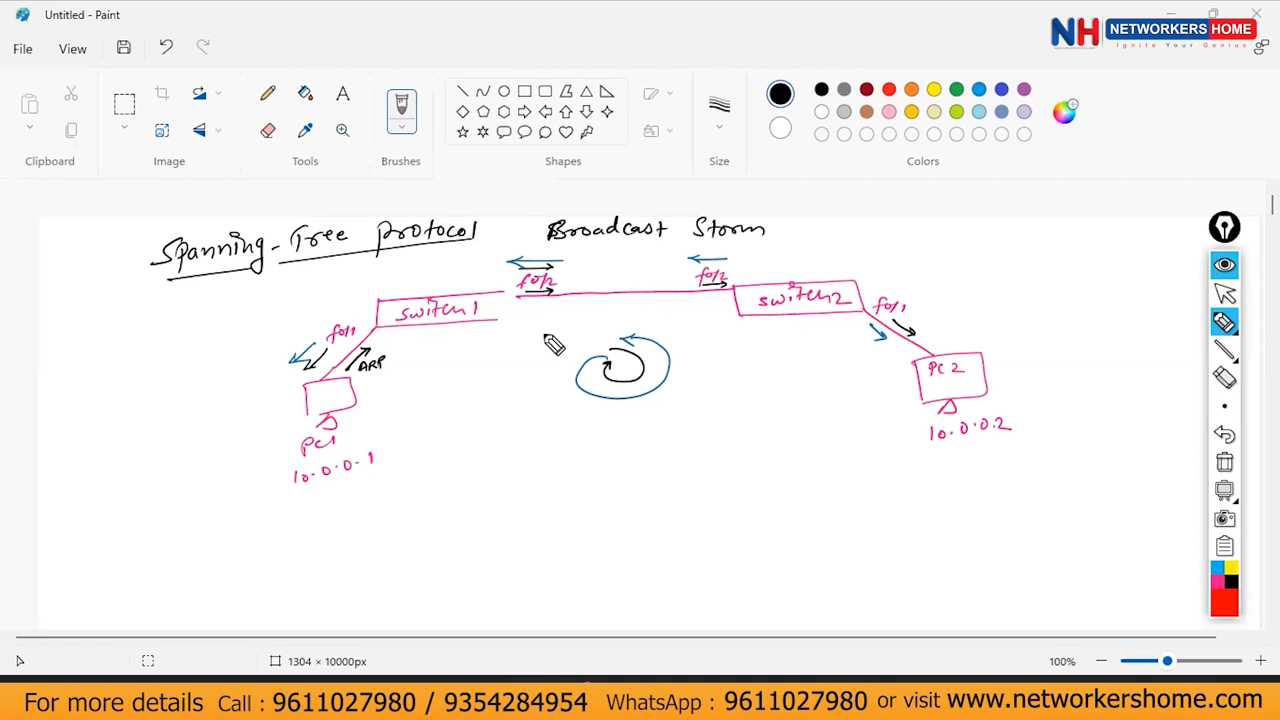 Untitled - Paint
NH NETWORKERS HOME
Ignite Your Genius
File View
Clipboard
Image
Tools
Brushes
Shapes
Size
Colors
Spanning-Tree protocol
Broadcast Storm
fo/2
fo/2
switch1
switch2
fo/1
fo/1
ARP
PC2
PC1
10.0.0.2
10.0.0.1
1304 × 10000px
100%
For more details Call : 9611027980 / 9354284954 WhatsApp : 9611027980 or visit www.networkershome.com